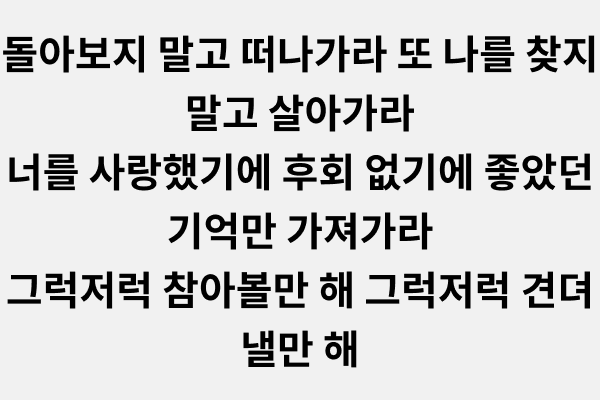 돌아보지 말고 떠나가라 또 나를 찾지
말고 살아가라
너를 사랑했기에 후회 없기에 좋았던
기억만 가져가라
그럭저럭 참아볼만 해 그럭저럭 견뎌
낼만 해